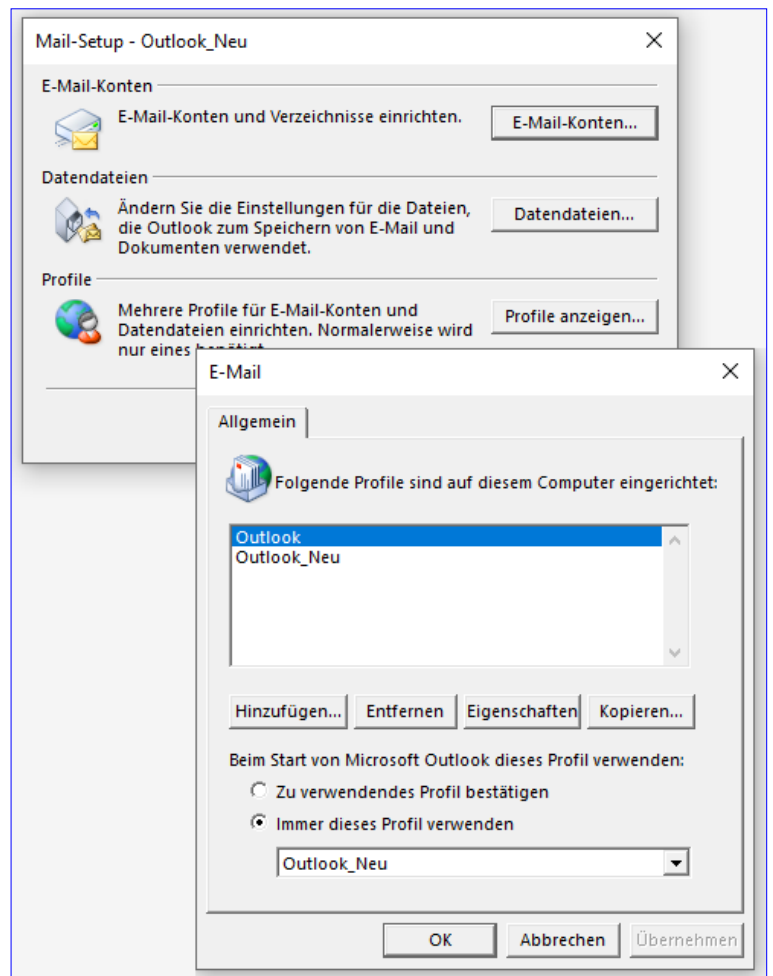 Mail-Setup - Outlook_Neu
E-Mail-Konten
E-Mail-Konten und Verzeichnisse einrichten.
E-Mail-Konten...
Datendateien
Ändern Sie die Einstellungen für die Dateien,
die Outlook zum Speichern von E-Mail und
Dokumenten verwendet.
Datendateien...
Profile
Mehrere Profile für E-Mail-Konten und
Datendateien einrichten. Normalerweise wird
nur eines
Profile anzeigen...
E-Mail
Allgemein
Folgende Profile sind auf diesem Computer eingerichtet:
Outlook
Outlook_Neu
Hinzufügen...
Entfernen
Eigenschaften
Kopieren...
Beim Start von Microsoft Outlook dieses Profil verwenden:
Zu verwendendes Profil bestätigen
Immer dieses Profil verwenden
Outlook_Neu
OK
Abbrechen
Übernehmen